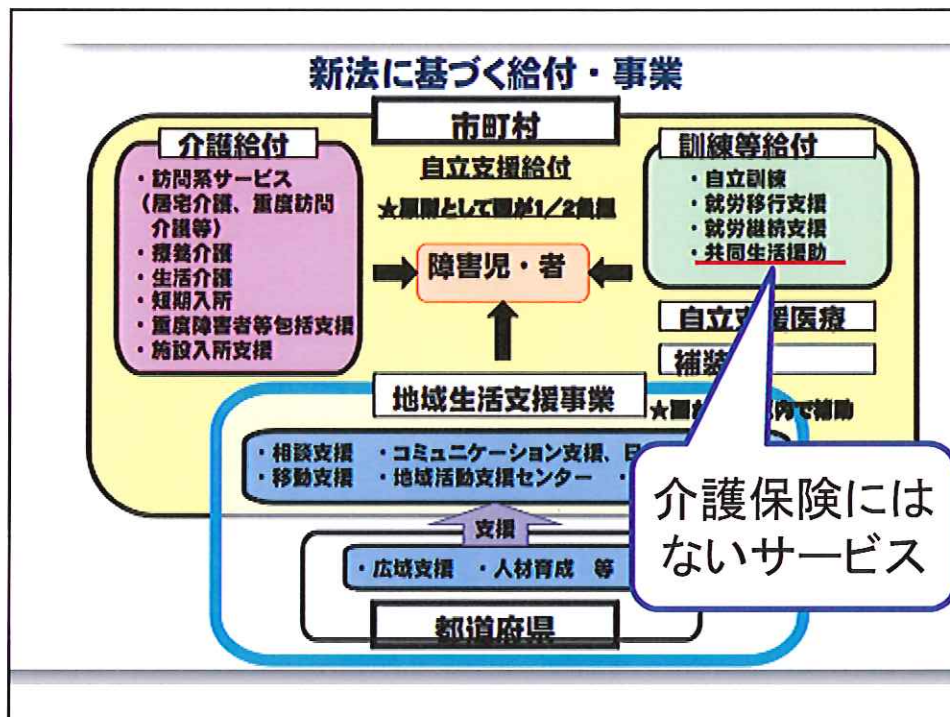 新法に基づく給付・事業
市町村
介護給付
・訪問系サービス
(居宅介護、重度訪問
介護等)
・療養介護
・生活介護
・短期入所
・重度障害者等包括支援
・施設入所支援
自立支援給付
★原則として国が1/2負担
障害児・者
訓練等給付
・自立訓練
・就労移行支援
・就労継続支援
・共同生活援助
自立支援医療
補装
★国が
内で補助
地域生活支援事業
・相談支援 ・コミュニケーション支援、日
・移動支援 ・地域活動支援センター ・
介護保険には
ないサービス
支援
・広域支援 ・人材育成 等
都道府県